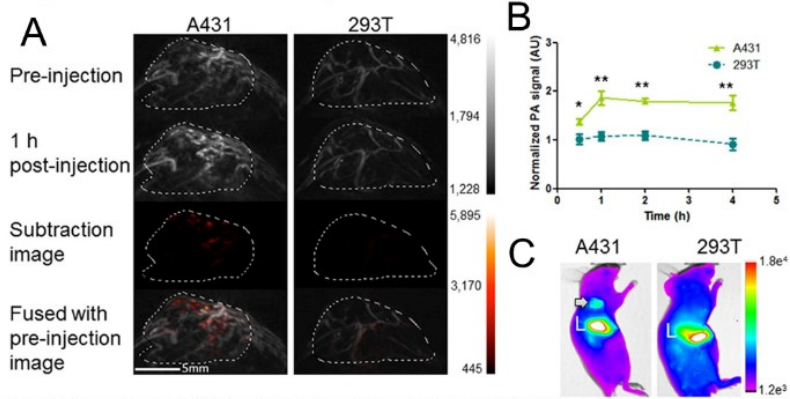 A
A431
293T
Pre-injection
1 h
post-injection
Subtraction
image
Fused with
pre-injection
image
5mm
4,816
1,794
1,228
5,895
3,170
445
B
Normalized PA signal (AU)
3
2
1
0
* ** ** **
A431
293T
0 1 2 3 4 5
Time (h)
C
A431
293T
L
L
1.8e⁴
1.2e³